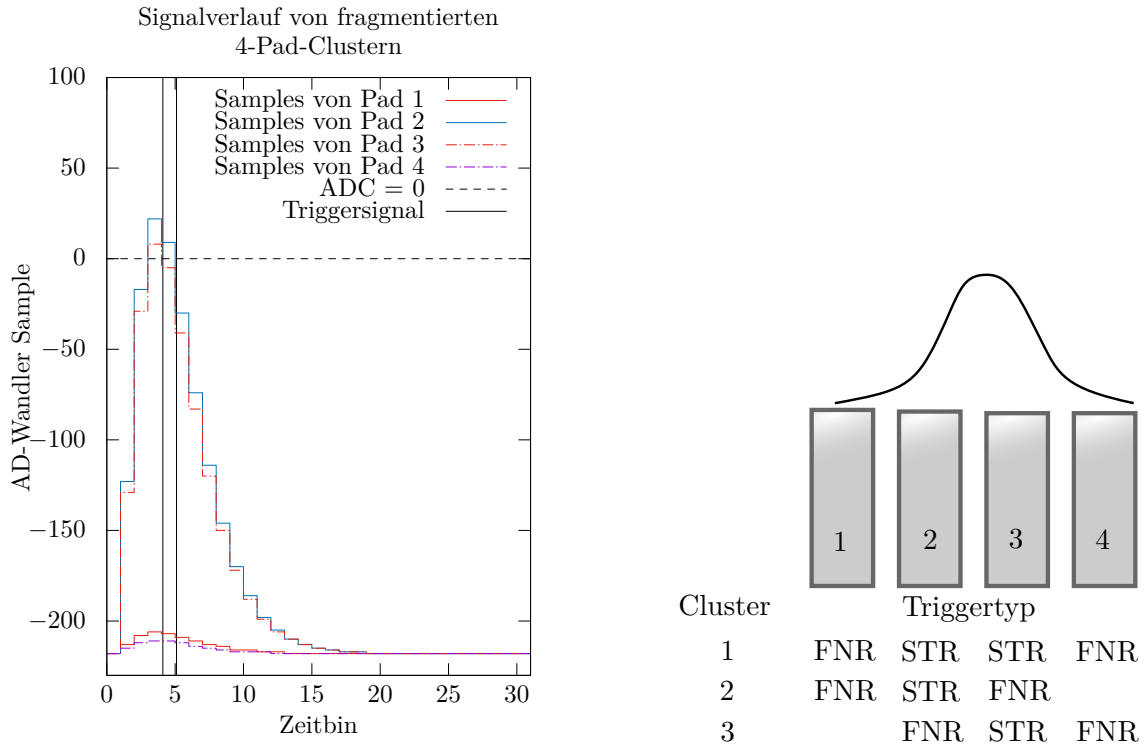 Signalverlauf von fragmentierten
4-Pad-Clustern
100
50
0
−50
−100
−150
−200
AD-Wandler Sample
Samples von Pad 1
Samples von Pad 2
Samples von Pad 3
Samples von Pad 4
ADC = 0
Triggersignal
0 5 10 15 20 25 30
Zeitbin
1 2 3 4
Cluster Triggertyp
1 FNR STR STR FNR
2 FNR STR FNR
3 FNR STR FNR